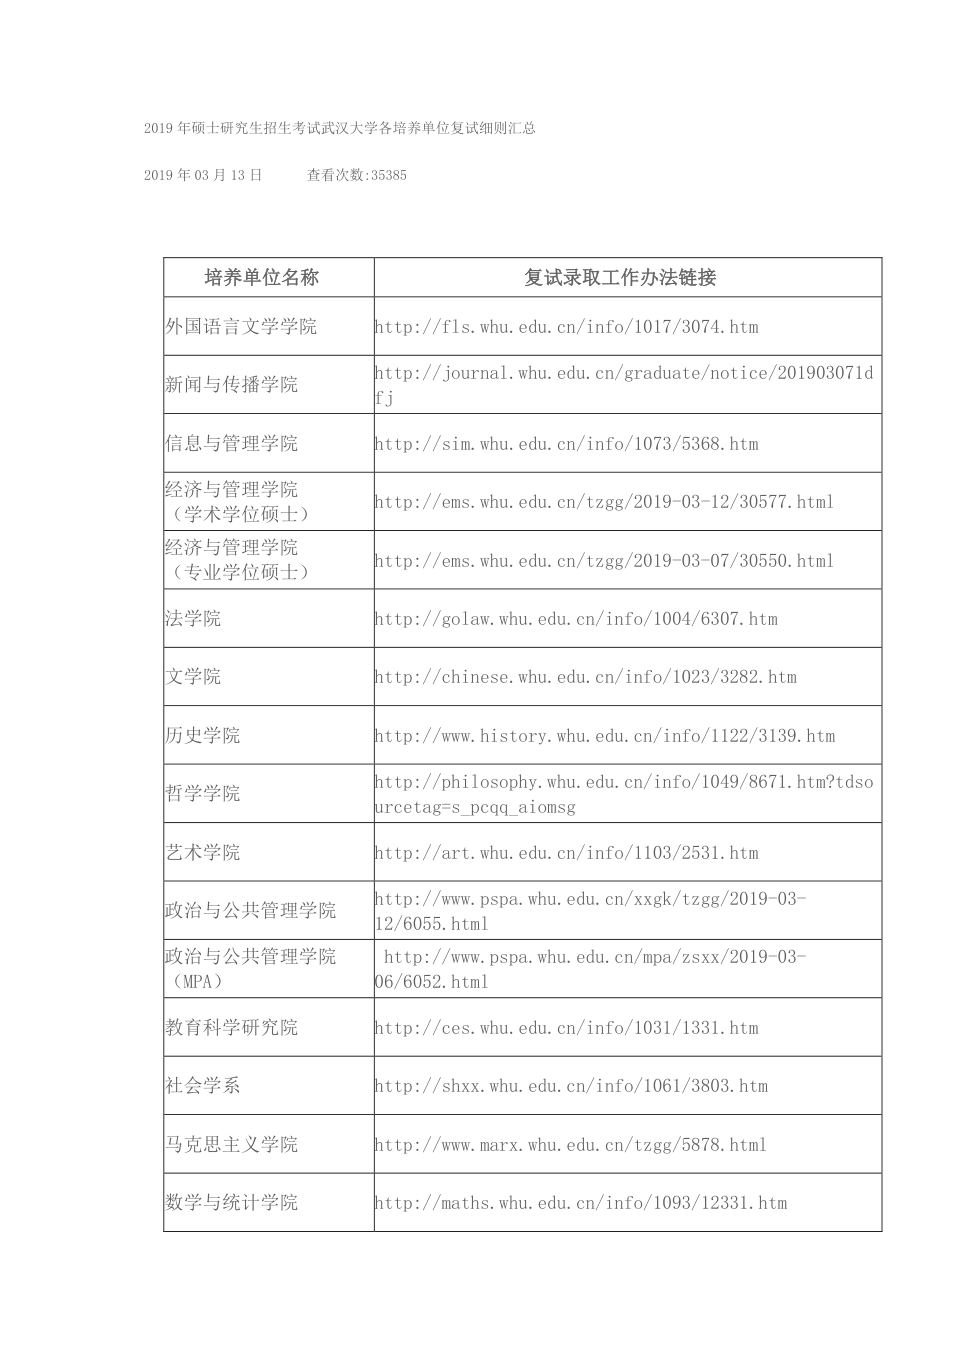 2019 年硕士研究生招生考试武汉大学各培养单位复试细则汇总
2019 年 03 月 13 日 查看次数:35385
培养单位名称 复试录取工作办法链接
外国语言文学学院 http://fls.whu.edu.cn/info/1017/3074.htm
新闻与传播学院 http://journal.whu.edu.cn/graduate/notice/201903071d
fj
信息与管理学院 http://sim.whu.edu.cn/info/1073/5368.htm
经济与管理学院
（学术学位硕士） http://ems.whu.edu.cn/tzgg/2019-03-12/30577.html
经济与管理学院
（专业学位硕士） http://ems.whu.edu.cn/tzgg/2019-03-07/30550.html
法学院 http://golaw.whu.edu.cn/info/1004/6307.htm
文学院 http://chinese.whu.edu.cn/info/1023/3282.htm
历史学院 http://www.history.whu.edu.cn/info/1122/3139.htm
哲学学院 http://philosophy.whu.edu.cn/info/1049/8671.htm?tdso
urcetag=s_pcqq_aiomsg
艺术学院 http://art.whu.edu.cn/info/1103/2531.htm
政治与公共管理学院 http://www.pspa.whu.edu.cn/xxgk/tzgg/2019-03-
12/6055.html
政治与公共管理学院
（MPA） http://www.pspa.whu.edu.cn/mpa/zsxx/2019-03-
06/6052.html
教育科学研究院 http://ces.whu.edu.cn/info/1031/1331.htm
社会学系 http://shxx.whu.edu.cn/info/1061/3803.htm
马克思主义学院 http://www.marx.whu.edu.cn/tzgg/5878.html
数学与统计学院 http://maths.whu.edu.cn/info/1093/12331.htm